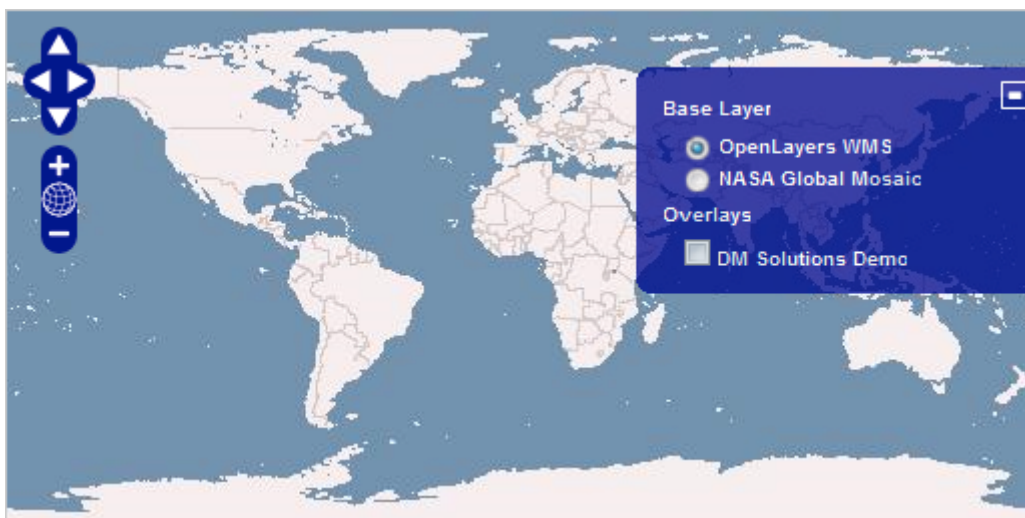 Base Layer
OpenLayers WMS
NASA Global Mosaic
Overlays
DM Solutions Demo